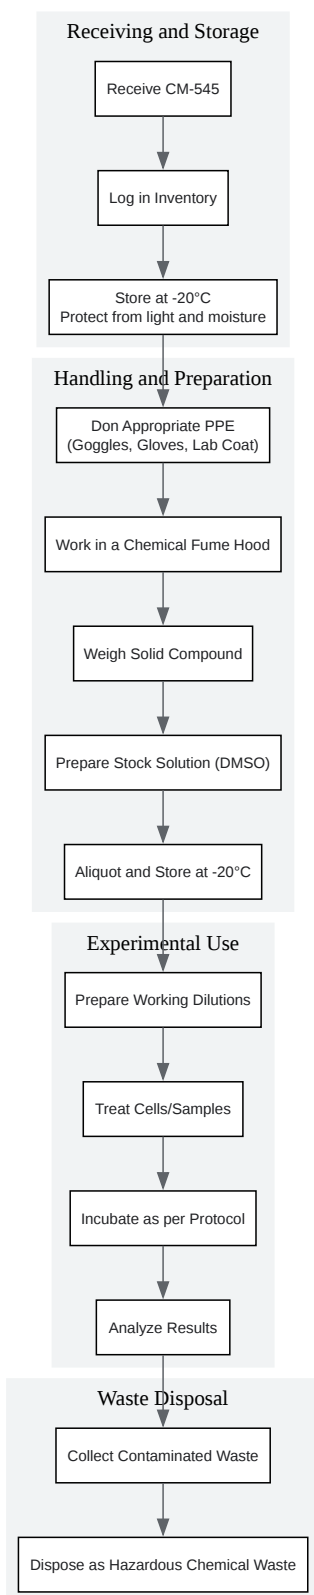 Receiving and Storage
Receive CM-545
Log in Inventory
Store at -20°C
Protect from light and moisture
Handling and Preparation
Don Appropriate PPE
(Goggles, Gloves, Lab Coat)
Work in a Chemical Fume Hood
Weigh Solid Compound
Prepare Stock Solution (DMSO)
Aliquot and Store at -20°C
Experimental Use
Prepare Working Dilutions
Treat Cells/Samples
Incubate as per Protocol
Analyze Results
Waste Disposal
Collect Contaminated Waste
Dispose as Hazardous Chemical Waste